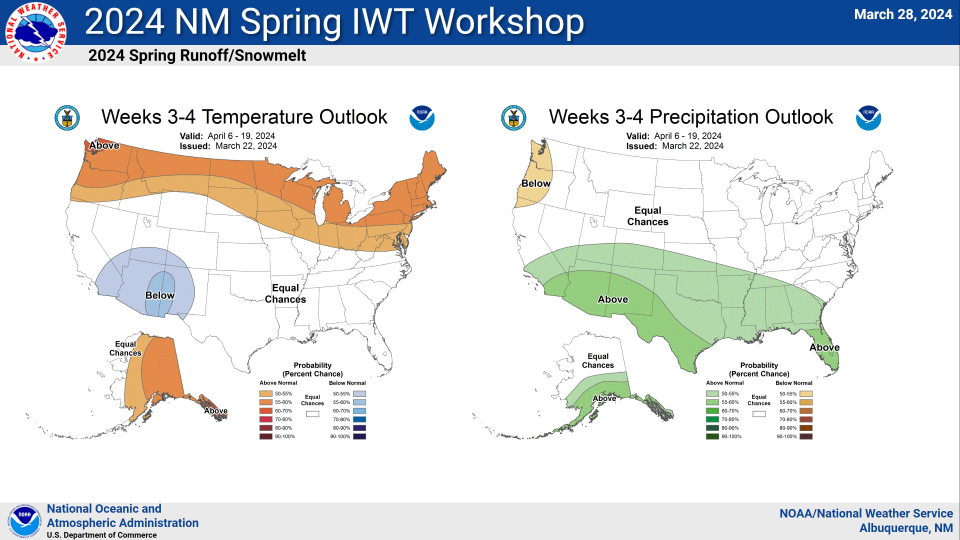 2024 NM Spring IWT Workshop
March 28, 2024
2024 Spring Runoff/Snowmelt
NATIONAL WEATHER SERVICE
Weeks 3-4 Temperature Outlook
NOAA
Valid: April 6 - 19, 2024
Issued: March 22, 2024
Above
Below
Equal
Chances
Equal
Chances
Above
Probability
(Percent Chance)
Above Normal
Below Normal
Equal
Chances
50-55%
55-60%
60-70%
70-80%
80-90%
90-100%
50-55%
55-60%
60-70%
70-80%
80-90%
90-100%
Weeks 3-4 Precipitation Outlook
NOAA
Valid: April 6 - 19, 2024
Issued: March 22, 2024
Below
Equal
Chances
Above
Above
Equal
Chances
Above
Probability
(Percent Chance)
Above Normal
Below Normal
Equal
Chances
50-55%
55-60%
60-70%
70-80%
80-90%
90-100%
50-55%
55-60%
60-70%
70-80%
80-90%
90-100%
NOAA
National Oceanic and
Atmospheric Administration
U.S. Department of Commerce
NOAA/National Weather Service
Albuquerque, NM